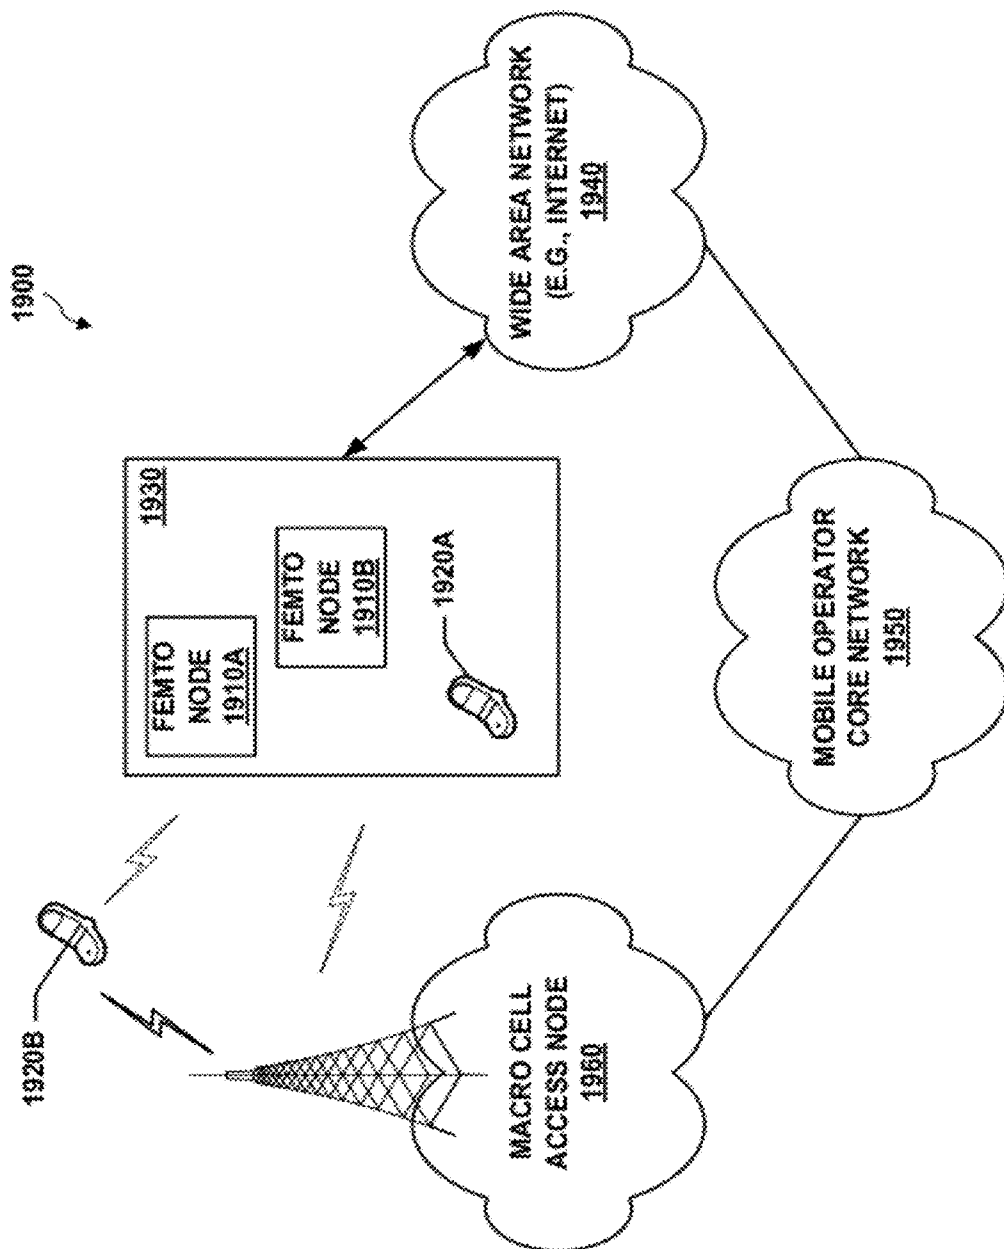 1900
1920B
FEMTO
NODE
1910A
FEMTO
NODE
1910B
1930
1920A
WIDE AREA NETWORK
(E.G., INTERNET)
1940
MACRO CELL
ACCESS NODE
1960
MOBILE OPERATOR
CORE NETWORK
1950